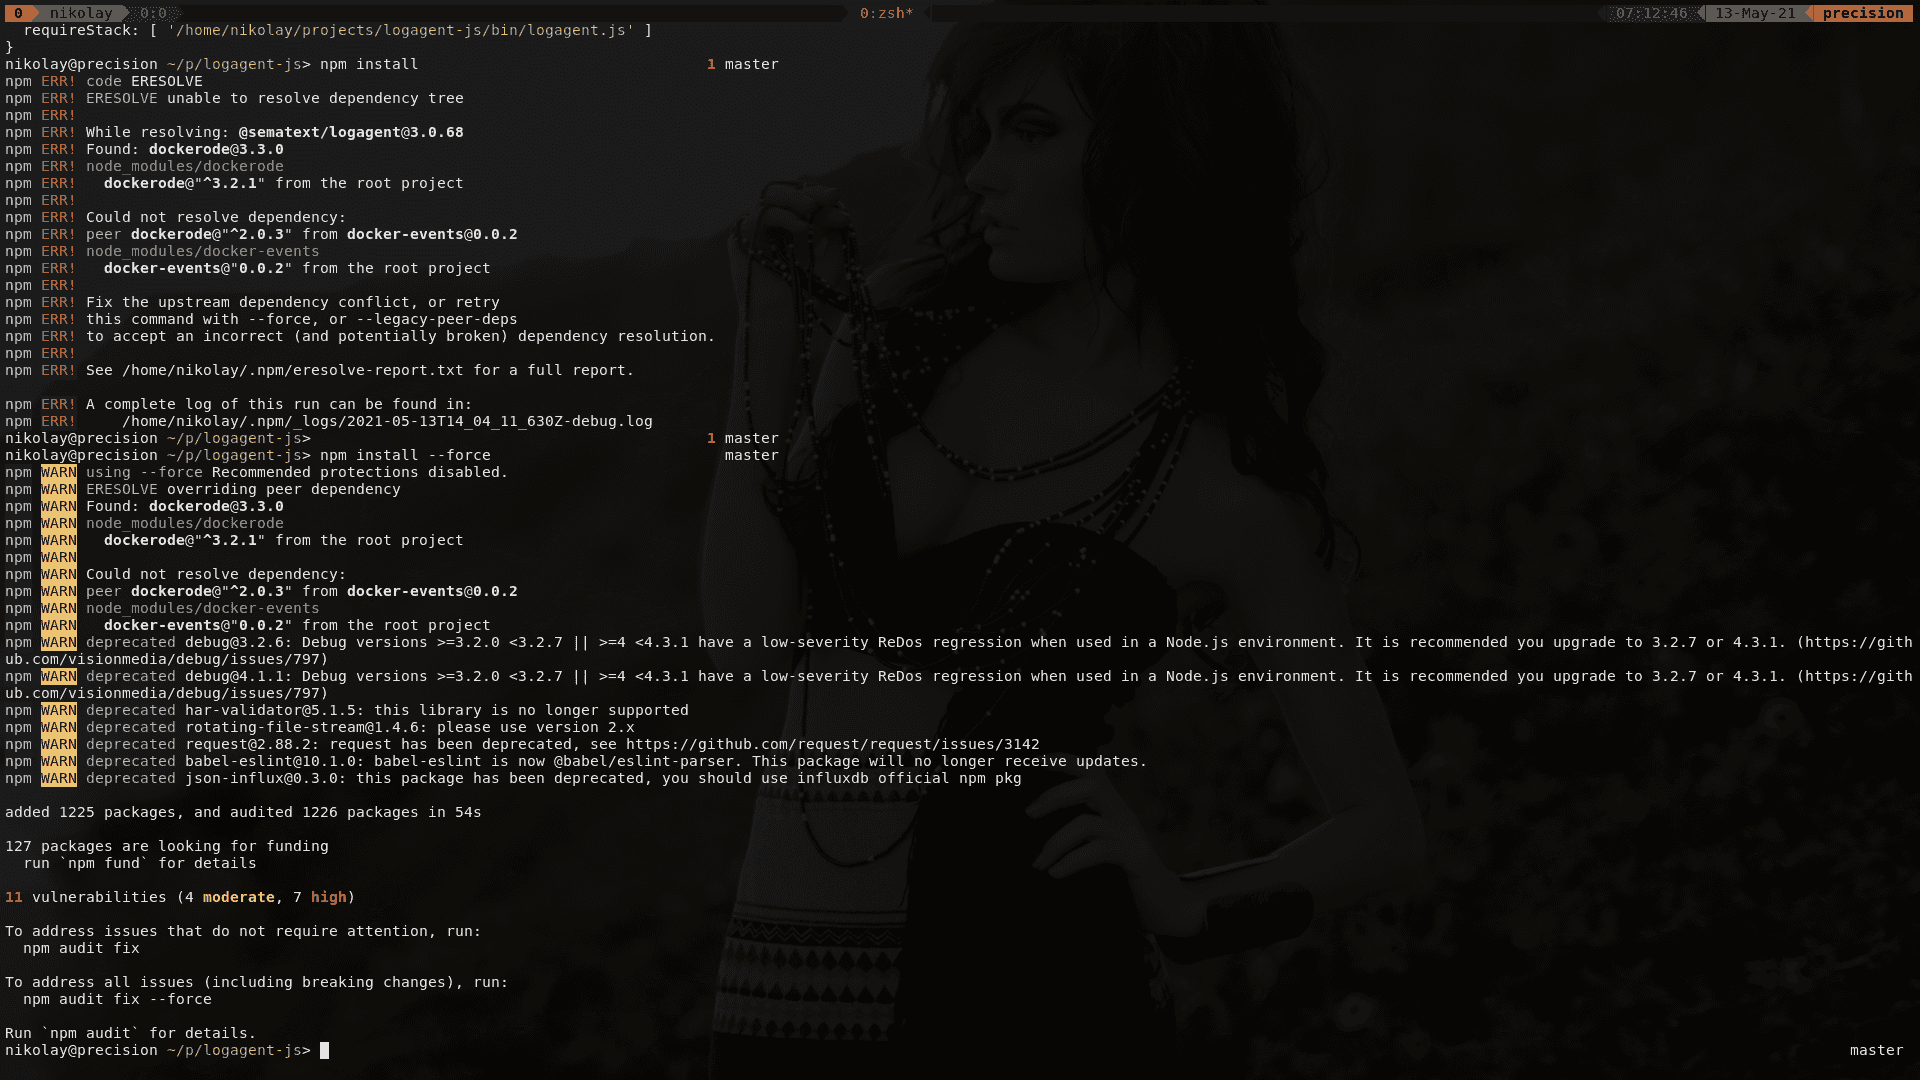 0 nikolay 0:0 0:zsh* 07:12:46 13-May-21 precision
  requireStack: [ '/home/nikolay/projects/logagent-js/bin/logagent.js' ]
}
nikolay@precision ~/p/logagent-js> npm install 1 master
npm ERR! code ERESOLVE
npm ERR! ERESOLVE unable to resolve dependency tree
npm ERR!
npm ERR! While resolving: @sematext/logagent@3.0.68
npm ERR! Found: dockerode@3.3.0
npm ERR! node_modules/dockerode
npm ERR!   dockerode@"^3.2.1" from the root project
npm ERR!
npm ERR! Could not resolve dependency:
npm ERR! peer dockerode@"^2.0.3" from docker-events@0.0.2
npm ERR! node_modules/docker-events
npm ERR!   docker-events@"0.0.2" from the root project
npm ERR!
npm ERR! Fix the upstream dependency conflict, or retry
npm ERR! this command with --force, or --legacy-peer-deps
npm ERR! to accept an incorrect (and potentially broken) dependency resolution.
npm ERR!
npm ERR! See /home/nikolay/.npm/eresolve-report.txt for a full report.
npm ERR! A complete log of this run can be found in:
npm ERR!     /home/nikolay/.npm/_logs/2021-05-13T14_04_11_630Z-debug.log
nikolay@precision ~/p/logagent-js> 1 master
nikolay@precision ~/p/logagent-js> npm install --force master
npm WARN using --force Recommended protections disabled.
npm WARN ERESOLVE overriding peer dependency
npm WARN Found: dockerode@3.3.0
npm WARN node_modules/dockerode
npm WARN   dockerode@"^3.2.1" from the root project
npm WARN
npm WARN Could not resolve dependency:
npm WARN peer dockerode@"^2.0.3" from docker-events@0.0.2
npm WARN node_modules/docker-events
npm WARN   docker-events@"0.0.2" from the root project
npm WARN deprecated debug@3.2.6: Debug versions >=3.2.0 <3.2.7 || >=4 <4.3.1 have a low-severity ReDos regression when used in a Node.js environment. It is recommended you upgrade to 3.2.7 or 4.3.1. (https://gith
ub.com/visionmedia/debug/issues/797)
npm WARN deprecated debug@4.1.1: Debug versions >=3.2.0 <3.2.7 || >=4 <4.3.1 have a low-severity ReDos regression when used in a Node.js environment. It is recommended you upgrade to 3.2.7 or 4.3.1. (https://gith
ub.com/visionmedia/debug/issues/797)
npm WARN deprecated har-validator@5.1.5: this library is no longer supported
npm WARN deprecated rotating-file-stream@1.4.6: please use version 2.x
npm WARN deprecated request@2.88.2: request has been deprecated, see https://github.com/request/request/issues/3142
npm WARN deprecated babel-eslint@10.1.0: babel-eslint is now @babel/eslint-parser. This package will no longer receive updates.
npm WARN deprecated json-influx@0.3.0: this package has been deprecated, you should use influxdb official npm pkg
added 1225 packages, and audited 1226 packages in 54s
127 packages are looking for funding
  run `npm fund` for details
11 vulnerabilities (4 moderate, 7 high)
To address issues that do not require attention, run:
  npm audit fix
To address all issues (including breaking changes), run:
  npm audit fix --force
Run `npm audit` for details.
nikolay@precision ~/p/logagent-js> master